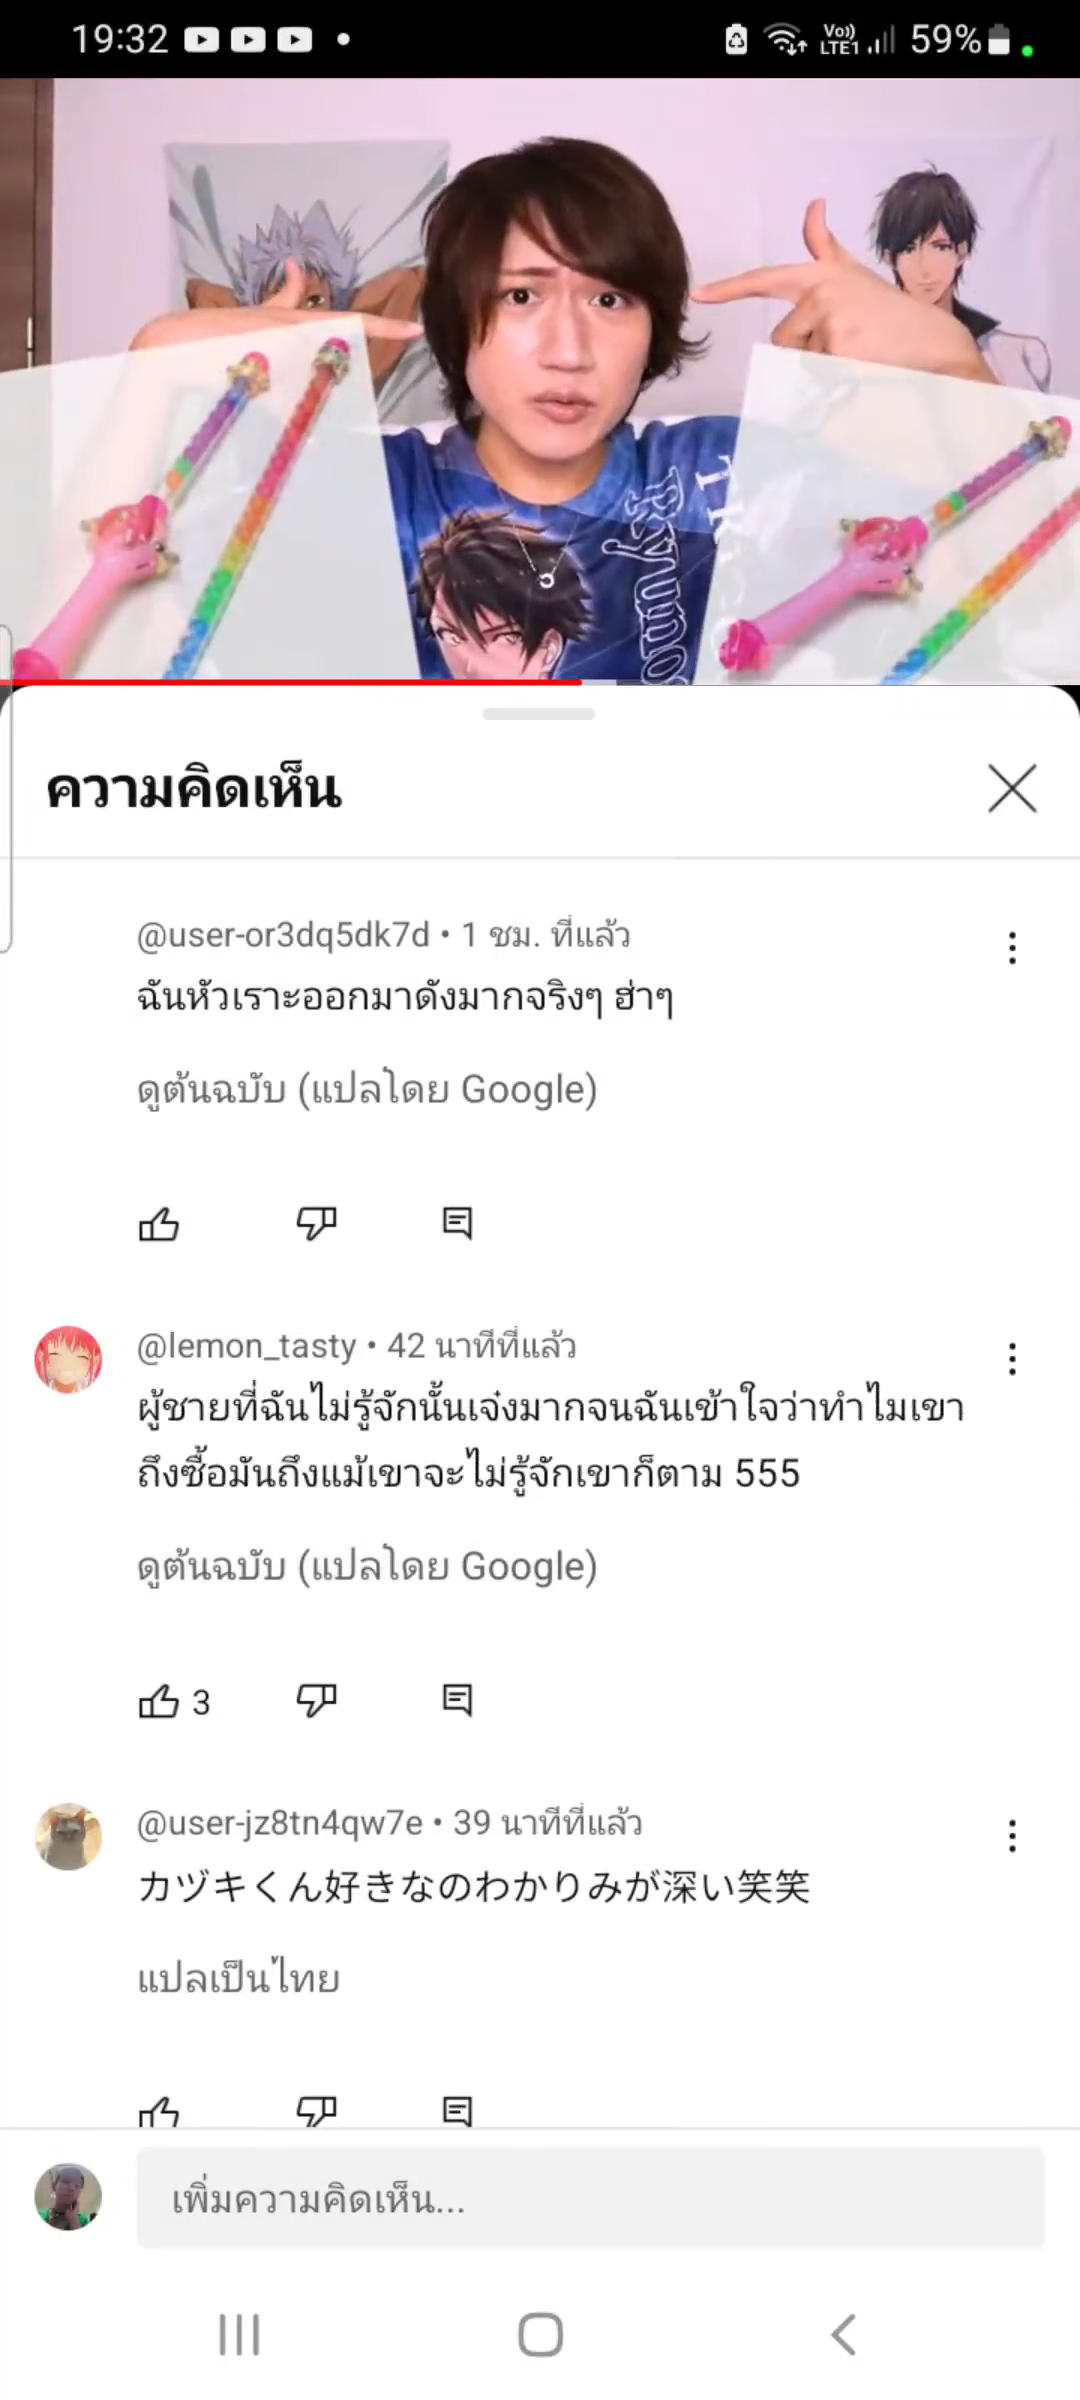 19:32
Vo))
LTE1
59%
Ryuno
ความคิดเห็น
@user-or3dq5dk7d • 1 ชม. ที่แล้ว
ฉันหัวเราะออกมาดังมากจริงๆ ฮ่าๆ
ดูต้นฉบับ (แปลโดย Google)
@lemon_tasty • 42 นาทีที่แล้ว
ผู้ชายที่ฉันไม่รู้จักนั้นเจ๋งมากจนฉันเข้าใจว่าทำไมเขา
ถึงซื้อมันถึงแม้เขาจะไม่รู้จักเขาก็ตาม 555
ดูต้นฉบับ (แปลโดย Google)
3
@user-jz8tn4qw7e • 39 นาทีที่แล้ว
カヅキくん好きなのわかりみが深い笑笑
แปลเป็นไทย
เพิ่มความคิดเห็น...